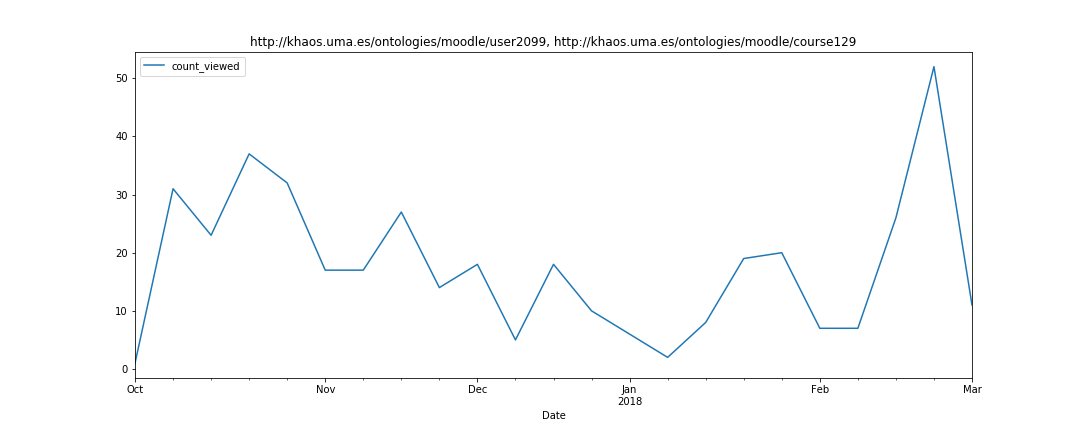 http://khaos.uma.es/ontologies/moodle/user2099, http://khaos.uma.es/ontologies/moodle/course129
count_viewed
50
40
30
20
10
0
Oct Nov Dec Jan Feb Mar
2018
Date